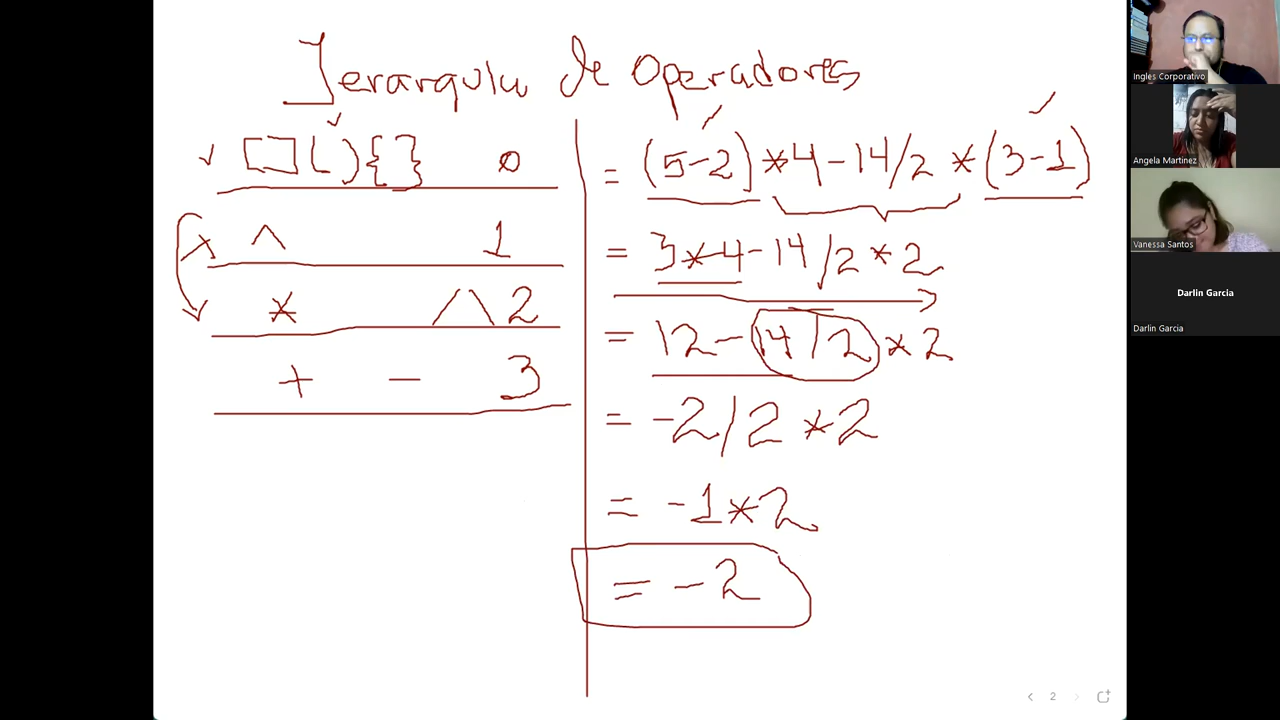 Jerarquía de Operadores
[] ( ) { } 0
^ 1
* /\ 2
+ - 3
= (5-2) *4-14/2 *(3-1)
= 3*4-14/2*2
= 12-14/2*2
= -2/2*2
= -1*2
= -2
Ingles Corporativo
Angela Martinez
Vanessa Santos
Darlin Garcia
Darlin Garcia
2